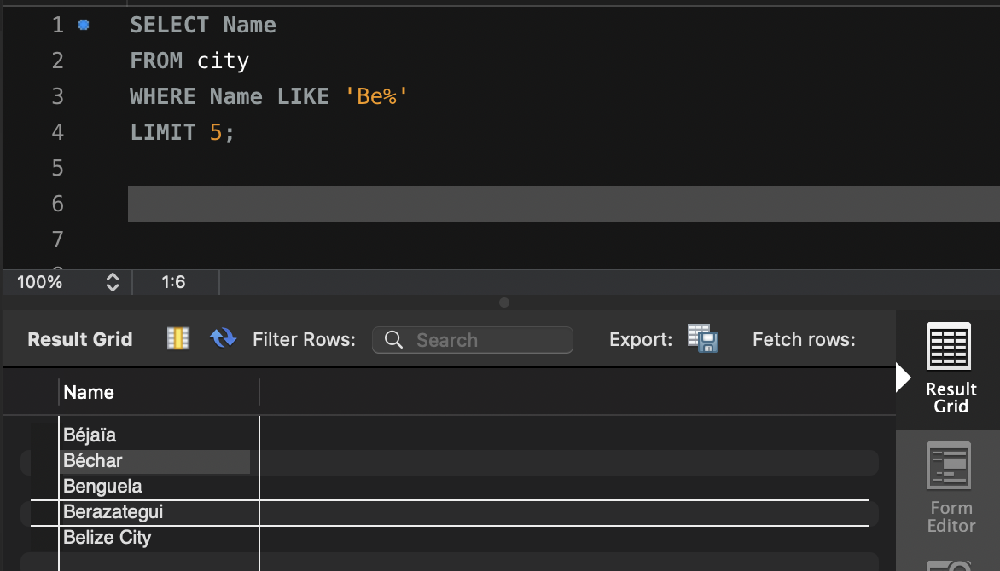 1 SELECT Name
2 FROM city
3 WHERE Name LIKE 'Be%'
4 LIMIT 5;
5
6
7
100% 1:6
Result Grid Filter Rows: Search Export: Fetch rows:
Name
Béjaïa
Béchar
Benguela
Berazategui
Belize City
Result
Grid
Form
Editor